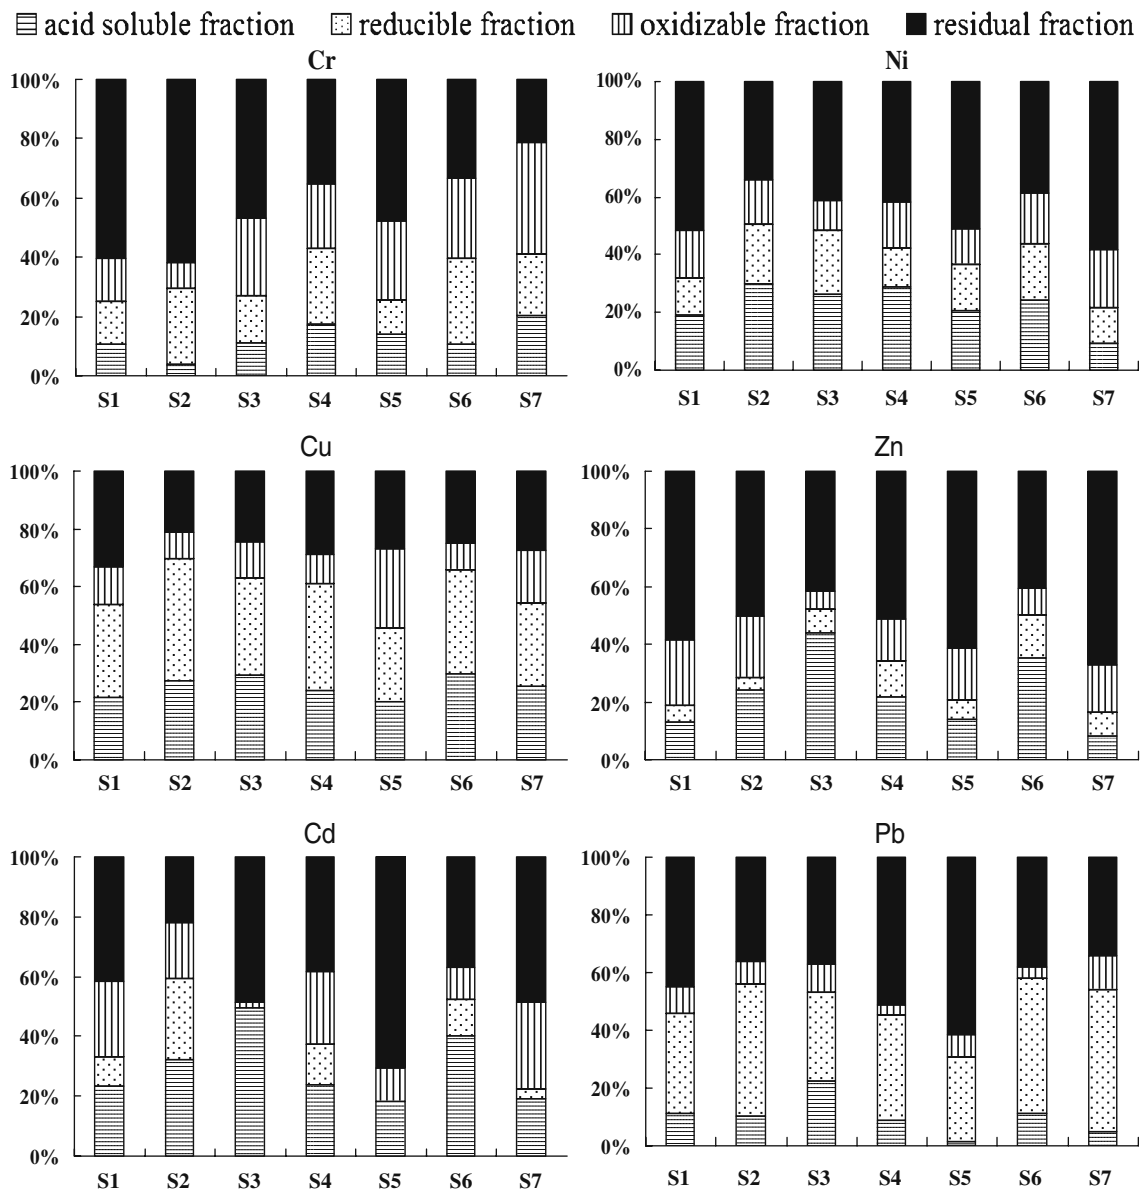 acid soluble fraction reducible fraction oxidizable fraction residual fraction
Cr Ni
100% 100%
80% 80%
60% 60%
40% 40%
20% 20%
0% 0%
S1 S2 S3 S4 S5 S6 S7 S1 S2 S3 S4 S5 S6 S7
Cu Zn
100% 100%
80% 80%
60% 60%
40% 40%
20% 20%
0% 0%
S1 S2 S3 S4 S5 S6 S7 S1 S2 S3 S4 S5 S6 S7
Cd Pb
100% 100%
80% 80%
60% 60%
40% 40%
20% 20%
0% 0%
S1 S2 S3 S4 S5 S6 S7 S1 S2 S3 S4 S5 S6 S7